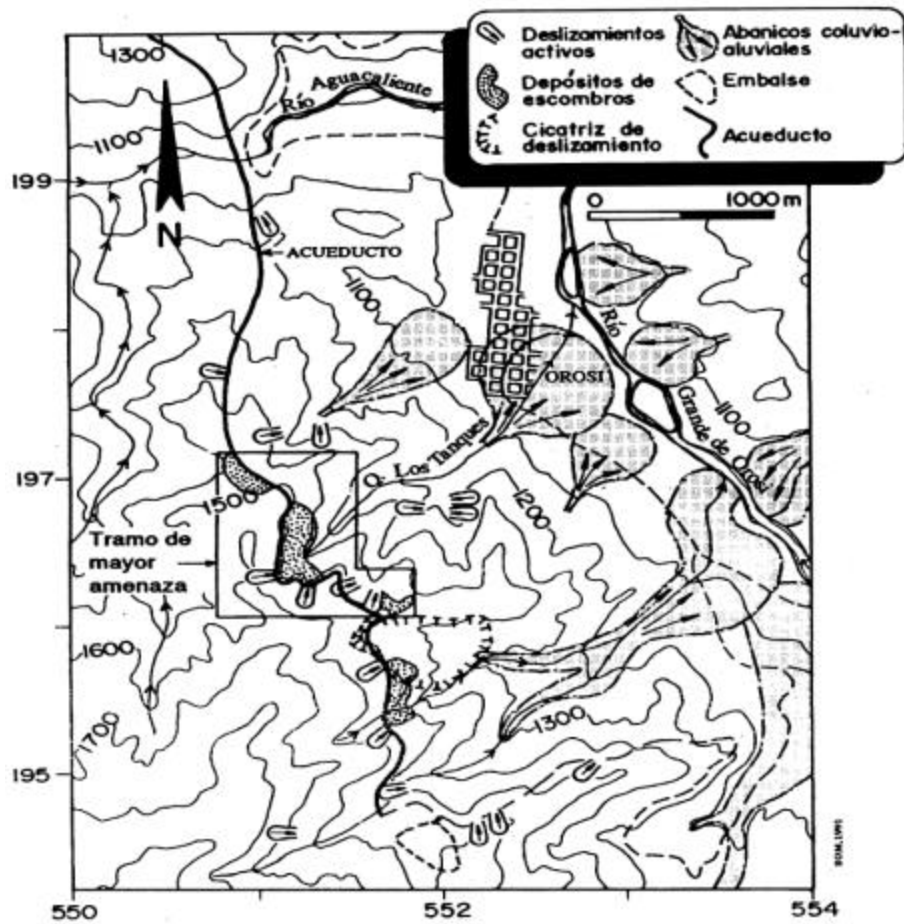 Deslizamientos
activos
Depósitos de
escombros
Cicatriz de
deslizamiento
Abanicos coluvio-
aluviales
Embalse
Acueducto
1300
Río Aguacaliente
1100
199
N
0 1000 m
ACUEDUCTO
1100
Río Grande de Orosi
OROSI
1100
Q. Los Tanques
197
1500
1200
Tramo de
mayor
amenaza
1600
1700
1300
195
550
552
554